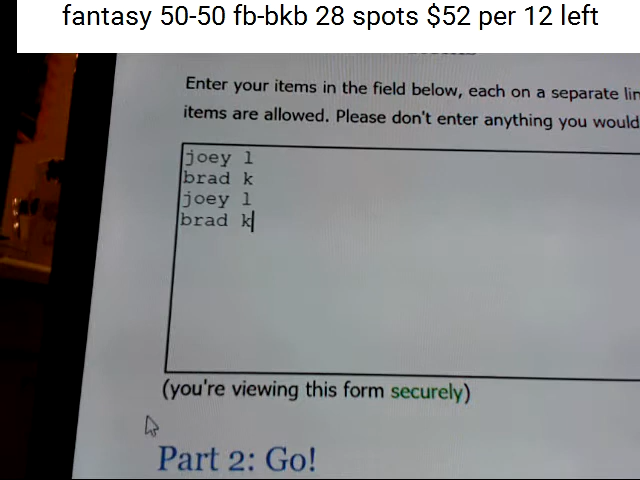 fantasy 50-50 fb-bkb 28 spots $52 per 12 left
Enter your items in the field below, each on a separate
items are allowed. Please don't enter anything you would
joey l
brad k
joey l
brad k
(you're viewing this form securely)
Part 2: Go!